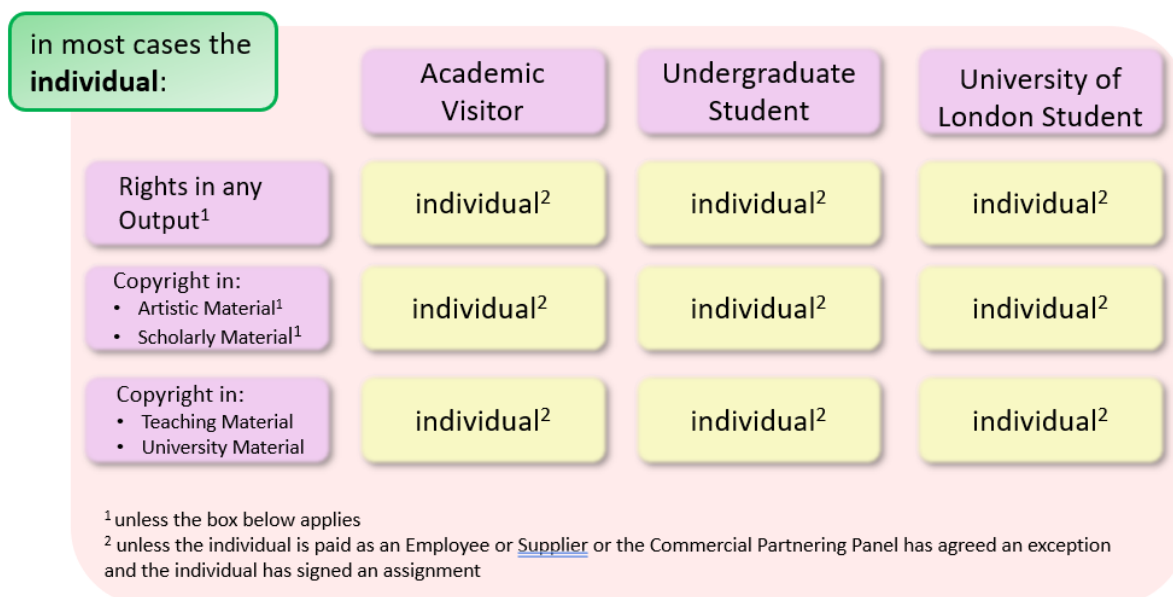 in most cases the
individual:
Academic
Visitor
Undergraduate
Student
University of
London Student
Rights in any
Output¹
individual²
individual²
individual²
Copyright in:
• Artistic Material¹
• Scholarly Material¹
individual²
individual²
individual²
Copyright in:
• Teaching Material
• University Material
individual²
individual²
individual²
¹ unless the box below applies
² unless the individual is paid as an Employee or Supplier or the Commercial Partnering Panel has agreed an exception
and the individual has signed an assignment